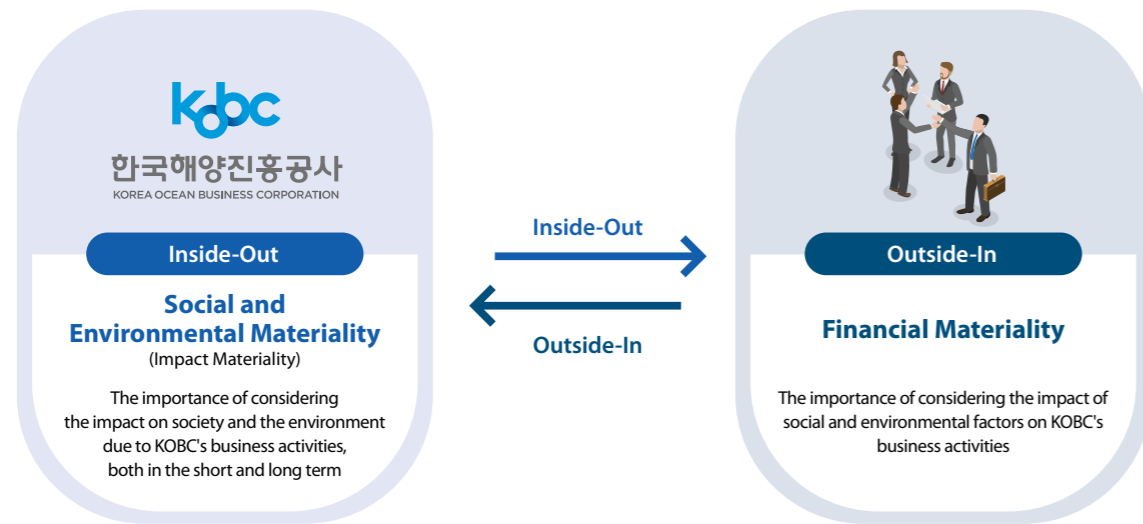 kobc
한국해양진흥공사
KOREA OCEAN BUSINESS CORPORATION
Inside-Out
Social and
Environmental Materiality
(Impact Materiality)
The importance of considering
the impact on society and the environment
due to KOBC's business activities,
both in the short and long term
Inside-Out
Outside-In
Outside-In
Financial Materiality
The importance of considering the impact of
social and environmental factors on KOBC's
business activities